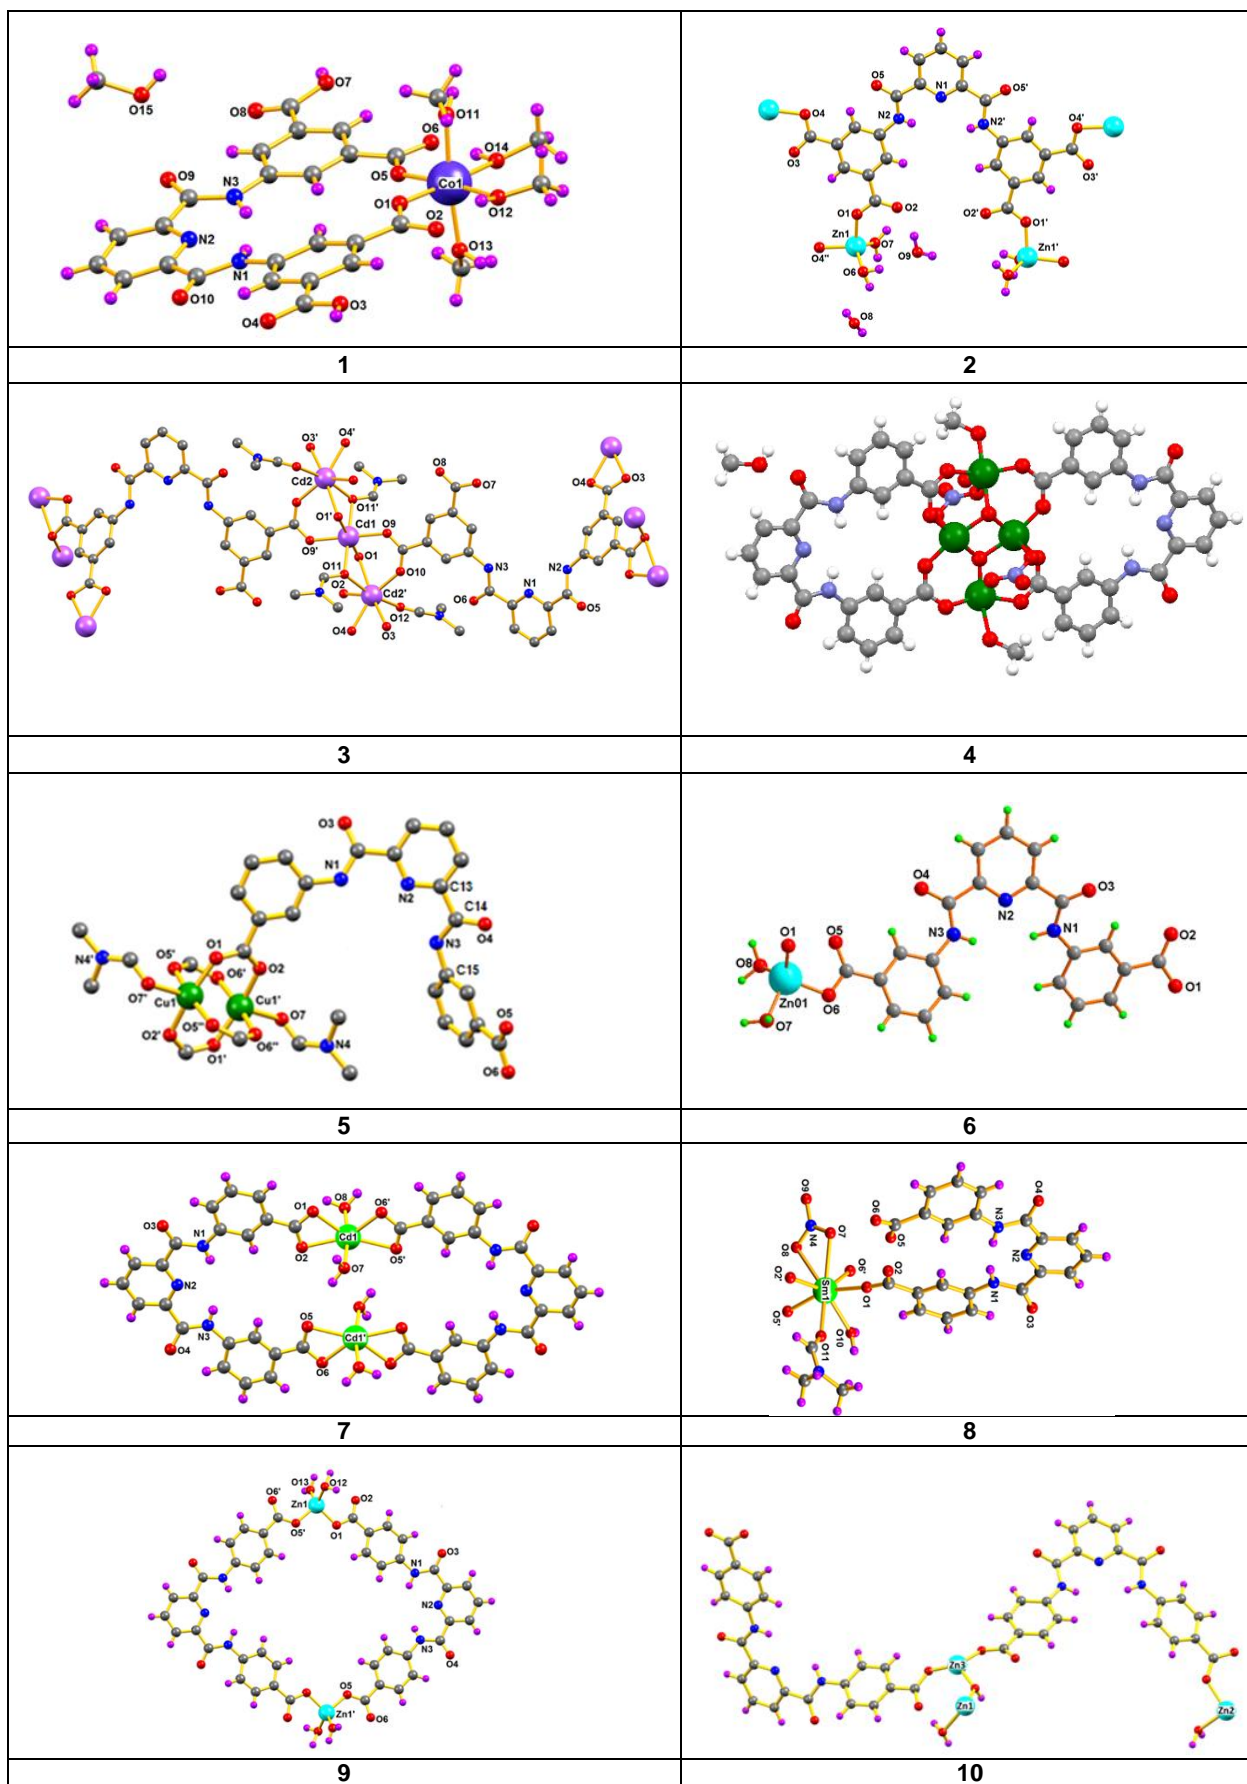 O7
O8
O15
O11
O6
O14
O9
O5
Co1
N3
O1
O12
N2
O2
N1
O13
O10
O3
O4
1
O5
N1
O5'
O4
N2
N2'
O4'
O3
O3'
O1
O2
O2'
O1'
Zn1
O7
Zn1'
O4''
O9
O6
O8
2
O3'
O4'
O8
Cd2
O7
O4
O3
O11'
O1'
Cd1
O9
O9'
O1
O11
N3
N2
O2
O10
N1
Cd2'
O6
O5
O12
O4
O3
3
4
O3
N1
C13
N2
C14
O4
N3
O1
O5'
N4'
O6'
O2
C15
O7'
Cu1
Cu1'
O7
O5
O5''
O2'
N4
O6''
O1'
O6
5
O4
O3
N2
O1
O5
N3
N1
O2
O8
Zn01
O6
O1
O7
6
O1
O8
O6'
O3
N1
Cd1
O2
O5'
O7
N2
O5
N3
Cd1'
O4
O6
7
O9
O4
N4
O7
O6
O5
N3
O8
N2
O6'
O2
O2'
Sm1
O1
N1
O5'
O3
O10
O11
8
O13
O12
O6'
Zn1
O2
O5'
O1
O3
N1
N2
N3
O4
O5
Zn1'
O6
9
Zn3
Zn1
Zn2
10